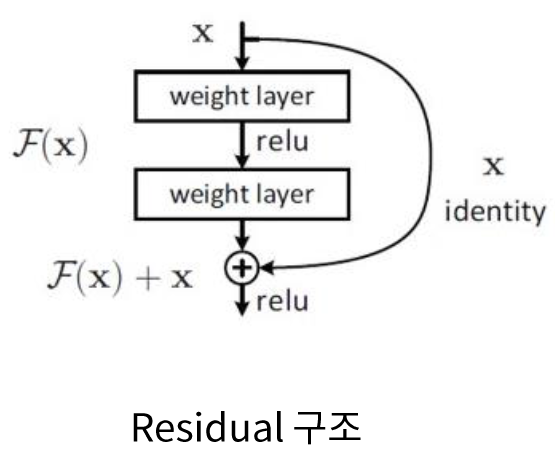 x
weight layer
relu
F(x)
weight layer
x
identity
F(x) + x
relu
Residual 구조